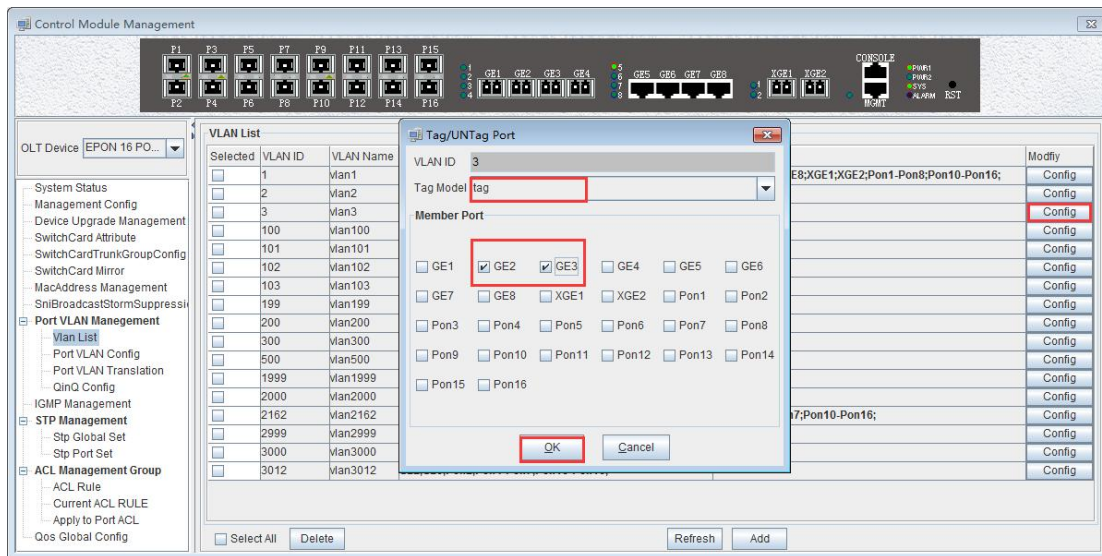 Control Module Management
P1 P3 P5 P7 P9 P11 P13 P15
P2 P4 P6 P8 P10 P12 P14 P16
1
2
3
4
GE1 GE2 GE3 GE4
5
6
7
8
GE5 GE6 GE7 GE8
1
2
XGE1 XGE2
CONSOLE
MGMT
PWR1
PWR2
SYS
ALARM
RST
OLT Device EPON 16 PO...
System Status
Management Config
Device Upgrade Management
SwitchCard Attribute
SwitchCardTrunkGroupConfig
SwitchCard Mirror
MacAddress Management
SniBroadcastStormSuppressi
Port VLAN Manegement
Vlan List
Port VLAN Config
Port VLAN Translation
QinQ Config
IGMP Management
STP Management
Stp Global Set
Stp Port Set
ACL Management Group
ACL Rule
Current ACL RULE
Apply to Port ACL
Qos Global Config
VLAN List
Selected VLAN ID VLAN Name Modfiy
1 vlan1 E8;XGE1;XGE2;Pon1-Pon8;Pon10-Pon16; Config
2 vlan2 Config
3 vlan3 Config
100 vlan100 Config
101 vlan101 Config
102 vlan102 Config
103 vlan103 Config
199 vlan199 Config
200 vlan200 Config
300 vlan300 Config
500 vlan500 Config
1999 vlan1999 Config
2000 vlan2000 Config
2162 vlan2162 n7;Pon10-Pon16; Config
2999 vlan2999 Config
3000 vlan3000 Config
3012 vlan3012 Config
Select All Delete Refresh Add
Tag/UNTag Port
VLAN ID 3
Tag Model tag
Member Port
GE1 GE2 GE3 GE4 GE5 GE6
GE7 GE8 XGE1 XGE2 Pon1 Pon2
Pon3 Pon4 Pon5 Pon6 Pon7 Pon8
Pon9 Pon10 Pon11 Pon12 Pon13 Pon14
Pon15 Pon16
OK Cancel